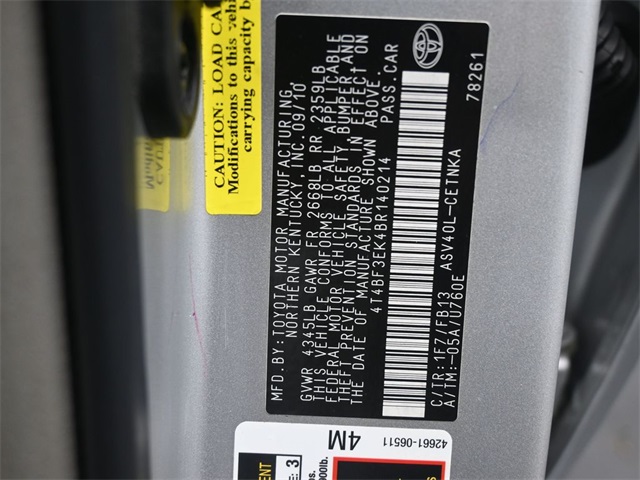 CAUTION: LOAD CA
Modifications to this vehi
carrying capacity b
MFD.BY:TOYOTA MOTOR MANUFACTURING,
NORTHERN KENTUCKY,INC. 09/10
GVWR 4345LB GAWR FR 2668LB RR 2359LB
THIS VEHICLE CONFORMS TO ALL APPLICABLE
FEDERAL MOTOR VEHICLE SAFETY, BUMPER AND
THEFT PREVENTION STANDARDS IN EFFECT ON
THE DATE OF MANUFACTURE SHOWN ABOVE.
4T4BF3EK4BR140214 PASS.CAR
C/TR:1F7/FB13 ASV40L-CETNKA
A/TM:-05A/U760E
78261
42661-06511
4M
ENT
: 3